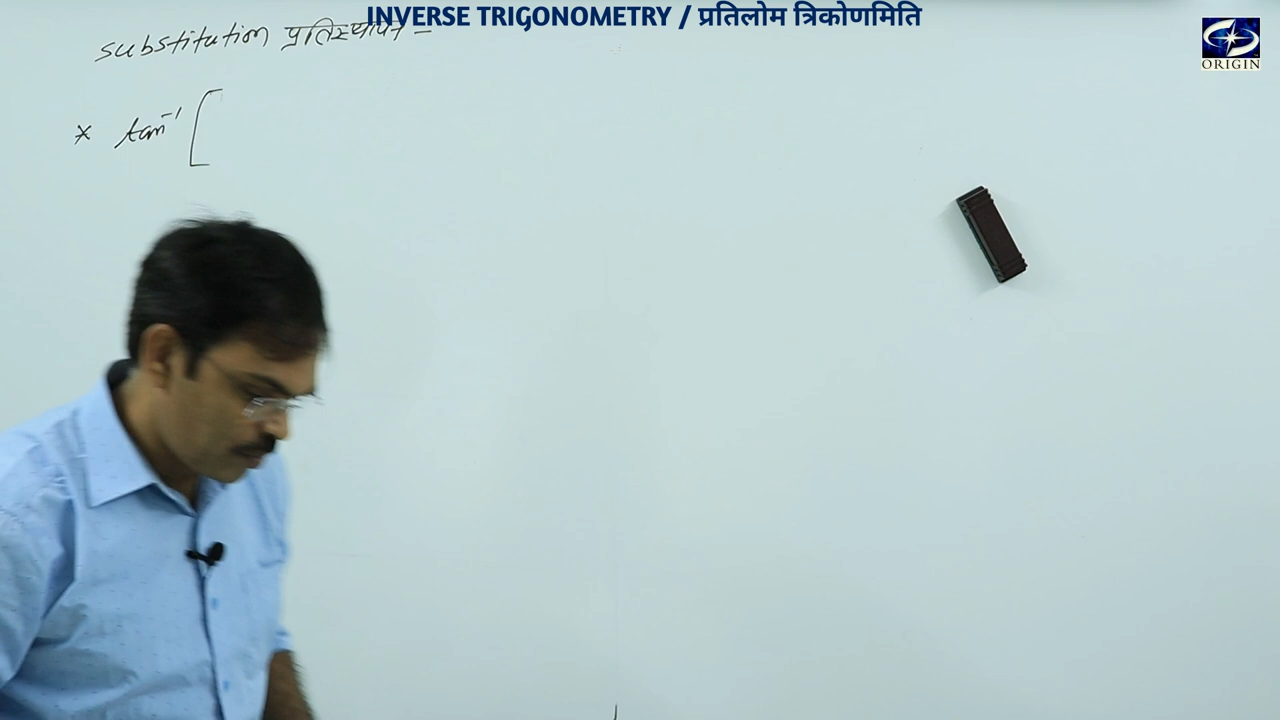 INVERSE TRIGONOMETRY / प्रतिलोम त्रिकोणमिति
ORIGIN
substitution प्रतिस्थापन –
* tan⁻¹ [